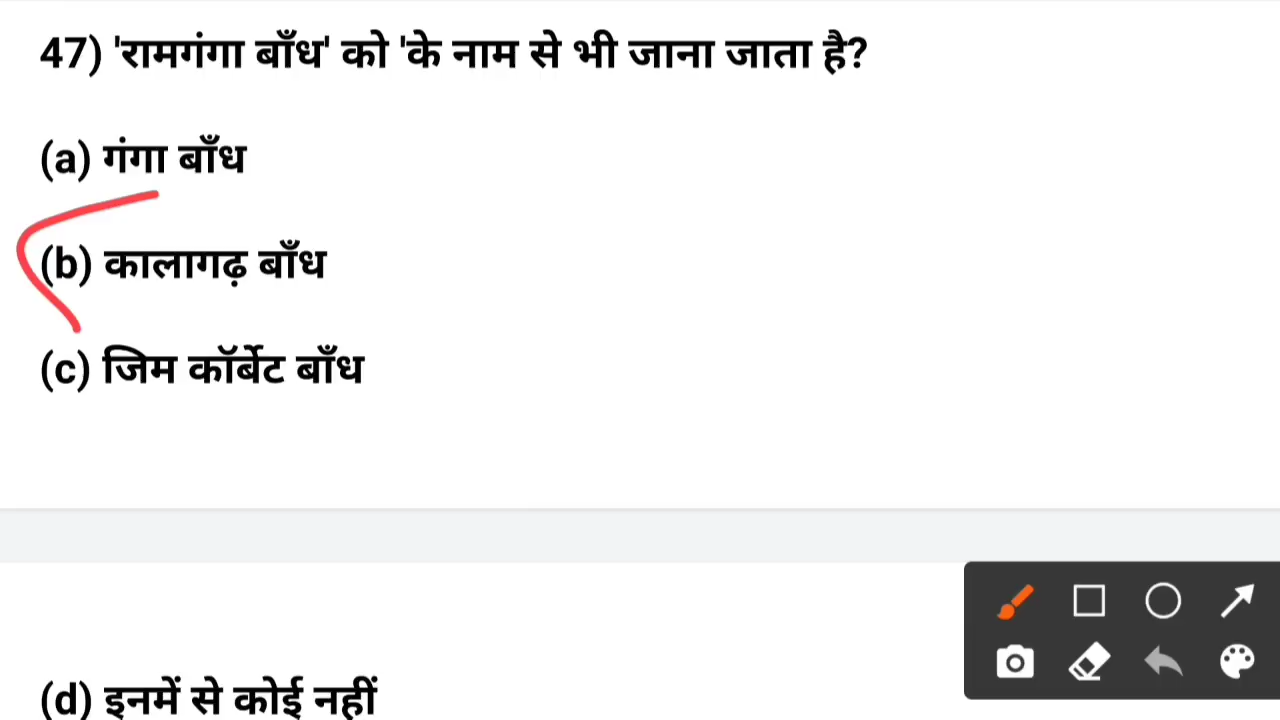 47) 'रामगंगा बाँध' को 'के नाम से भी जाना जाता है?
(a) गंगा बाँध
(b) कालागढ़ बाँध
(c) जिम कॉर्बेट बाँध
(d) इनमें से कोई नहीं